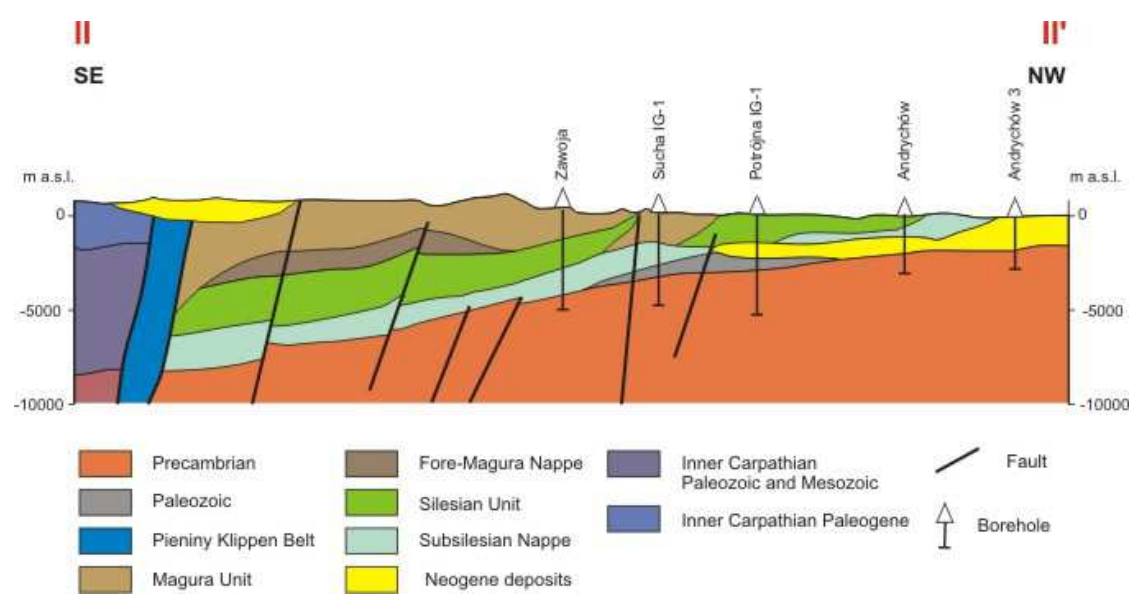 II
II'
SE
NW
Zawoja
Sucha IG-1
Potrójna IG-1
Andrychów
Andrychów 3
m a.s.l.
m a.s.l.
0
0
-5000
-5000
-10000
-10000
Precambrian
Paleozoic
Pieniny Klippen Belt
Magura Unit
Fore-Magura Nappe
Silesian Unit
Subsilesian Nappe
Neogene deposits
Inner Carpathian
Paleozoic and Mesozoic
Inner Carpathian Paleogene
Fault
Borehole